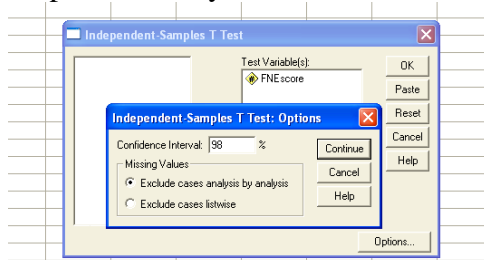 Independent-Samples T Test
Test Variable(s):
FNEscore
OK
Paste
Reset
Cancel
Help
Independent-Samples T Test: Options
Confidence Interval: 98 %
Continue
Missing Values
Cancel
Exclude cases analysis by analysis
Help
Exclude cases listwise
Options...